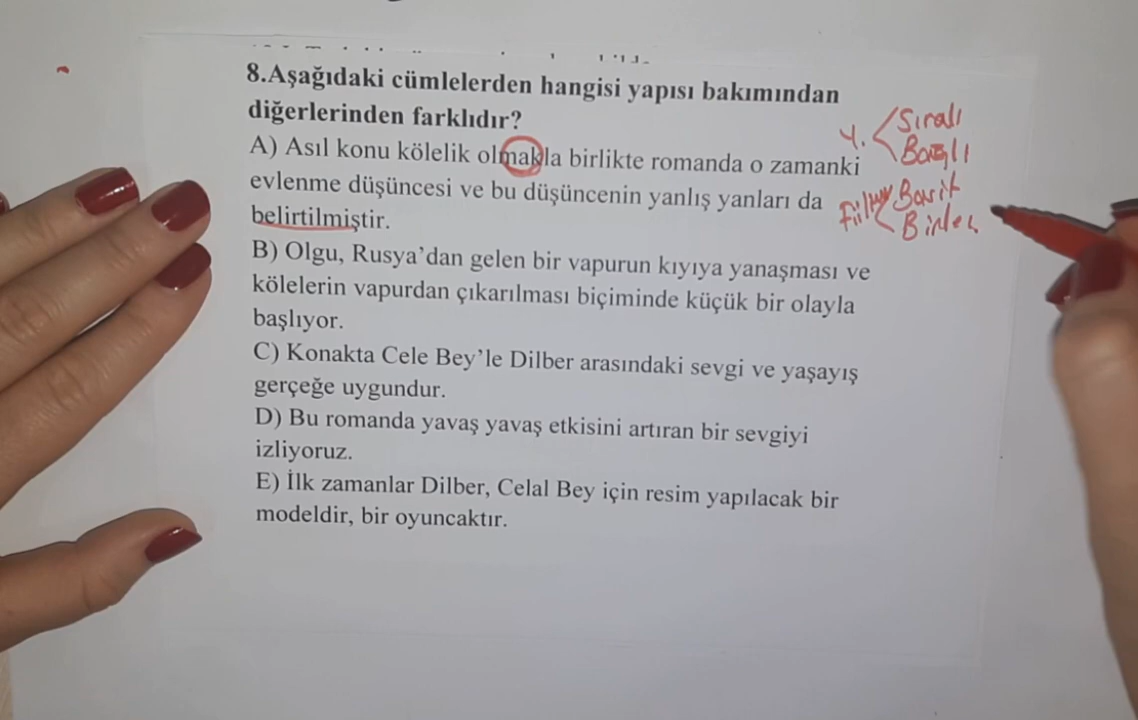 8.Aşağıdaki cümlelerden hangisi yapısı bakımından
diğerlerinden farklıdır?
A) Asıl konu kölelik olmakla birlikte romanda o zamanki
evlenme düşüncesi ve bu düşüncenin yanlış yanları da
belirtilmiştir.
B) Olgu, Rusya’dan gelen bir vapurun kıyıya yanaşması ve
kölelerin vapurdan çıkarılması biçiminde küçük bir olayla
başlıyor.
C) Konakta Cele Bey’le Dilber arasındaki sevgi ve yaşayış
gerçeğe uygundur.
D) Bu romanda yavaş yavaş etkisini artıran bir sevgiyi
izliyoruz.
E) İlk zamanlar Dilber, Celal Bey için resim yapılacak bir
modeldir, bir oyuncaktır.
Sıralı
Bağlı
Basit